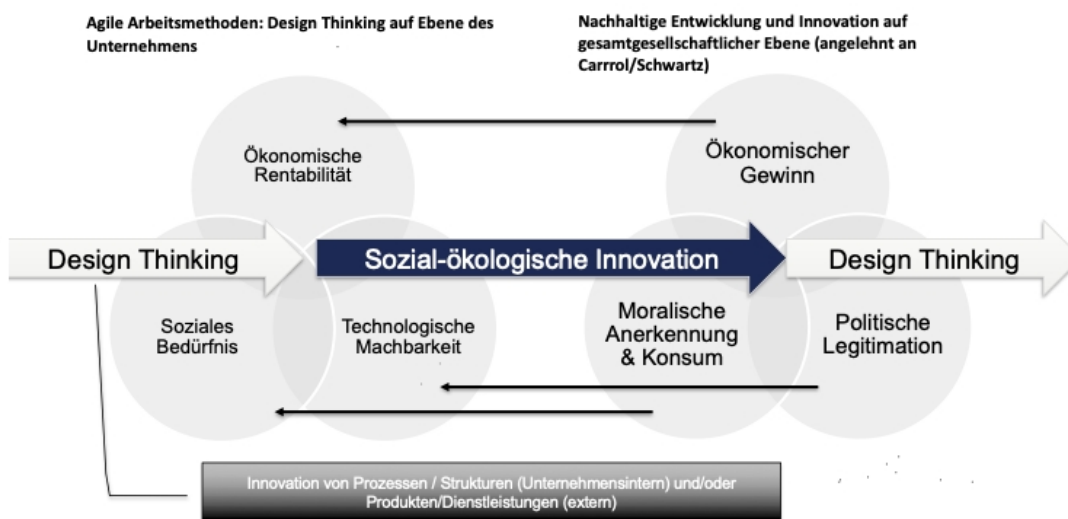 Agile Arbeitsmethoden: Design Thinking auf Ebene des
Unternehmens
Nachhaltige Entwicklung und Innovation auf
gesamtgesellschaftlicher Ebene (angelehnt an
Carrrol/Schwartz)
Ökonomische
Rentabilität
Ökonomischer
Gewinn
Design Thinking
Sozial-ökologische Innovation
Design Thinking
Soziales
Bedürfnis
Technologische
Machbarkeit
Moralische
Anerkennung
& Konsum
Politische
Legitimation
Innovation von Prozessen / Strukturen (Unternehmensintern) und/oder
Produkten/Dienstleistungen (extern)